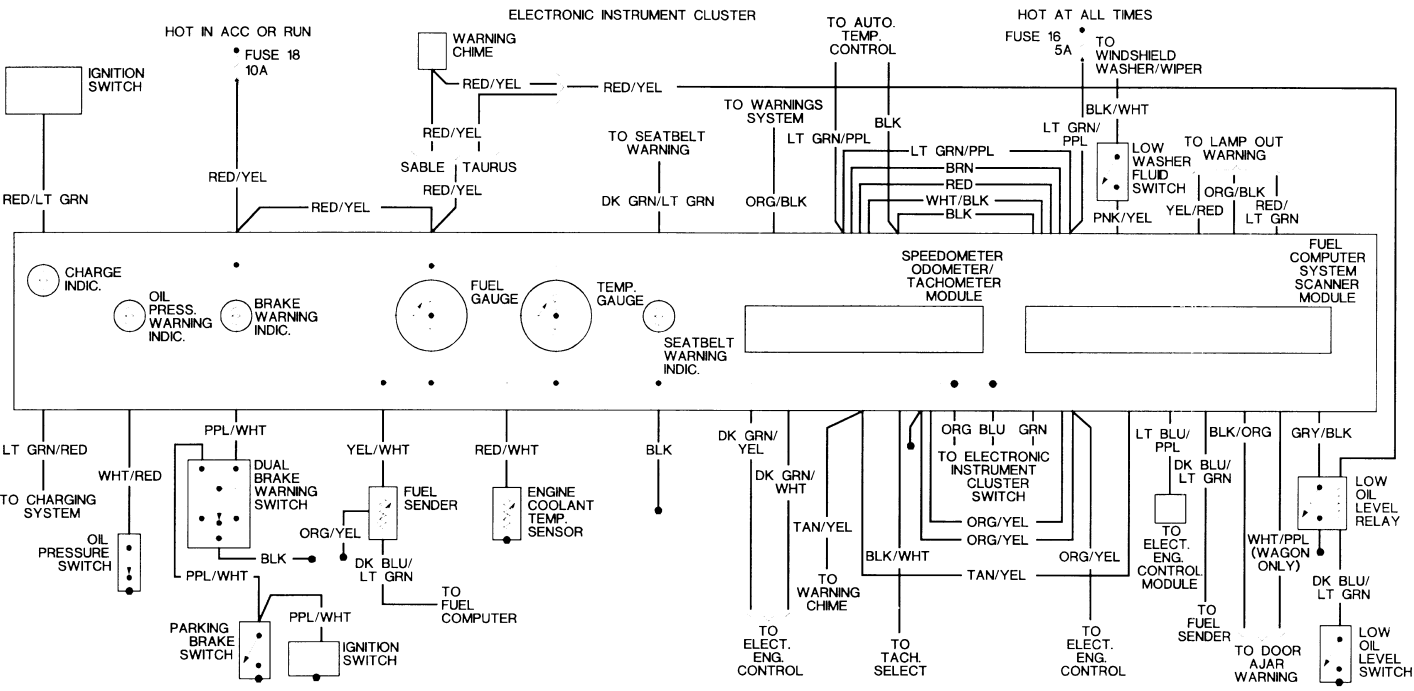 ELECTRONIC INSTRUMENT CLUSTER
HOT IN ACC OR RUN
FUSE 18
10A
IGNITION
SWITCH
WARNING
CHIME
TO AUTO.
TEMP.
CONTROL
HOT AT ALL TIMES
FUSE 16
5A
TO
WINDSHIELD
WASHER/WIPER
RED/YEL
RED/YEL
TO WARNINGS
SYSTEM
BLK/WHT
RED/YEL
TO SEATBELT
WARNING
LT GRN/PPL
BLK
LT GRN/
PPL
LOW
WASHER
FLUID
SWITCH
TO LAMP OUT
WARNING
SABLE
TAURUS
LT GRN/PPL
BRN
RED
WHT/BLK
BLK
RED/YEL
RED/YEL
RED/LT GRN
RED/YEL
DK GRN/LT GRN
ORG/BLK
PNK/YEL
YEL/RED
ORG/BLK
RED/
LT GRN
CHARGE
INDIC.
OIL
PRESS.
WARNING
INDIC.
BRAKE
WARNING
INDIC.
FUEL
GAUGE
TEMP.
GAUGE
SEATBELT
WARNING
INDIC.
SPEEDOMETER
ODOMETER/
TACHOMETER
MODULE
FUEL
COMPUTER
SYSTEM
SCANNER
MODULE
LT GRN/RED
WHT/RED
PPL/WHT
YEL/WHT
RED/WHT
BLK
DK GRN/
YEL
DK GRN/
WHT
ORG
BLU
GRN
LT BLU/
PPL
DK BLU/
LT GRN
BLK/ORG
GRY/BLK
TO CHARGING
SYSTEM
DUAL
BRAKE
WARNING
SWITCH
FUEL
SENDER
ENGINE
COOLANT
TEMP.
SENSOR
TO ELECTRONIC
INSTRUMENT
CLUSTER
SWITCH
LOW
OIL
LEVEL
RELAY
OIL
PRESSURE
SWITCH
BLK
ORG/YEL
TAN/YEL
BLK/WHT
ORG/YEL
ORG/YEL
ORG/YEL
TAN/YEL
TO
ELECT.
ENG.
CONTROL
MODULE
WHT/PPL
(WAGON
ONLY)
PPL/WHT
DK BLU/
LT GRN
TO
FUEL
COMPUTER
TO
WARNING
CHIME
DK BLU/
LT GRN
PPL/WHT
PARKING
BRAKE
SWITCH
IGNITION
SWITCH
TO
ELECT.
ENG.
CONTROL
TO
TACH.
SELECT
TO
ELECT.
ENG.
CONTROL
TO
FUEL
SENDER
TO DOOR
AJAR
WARNING
LOW
OIL
LEVEL
SWITCH